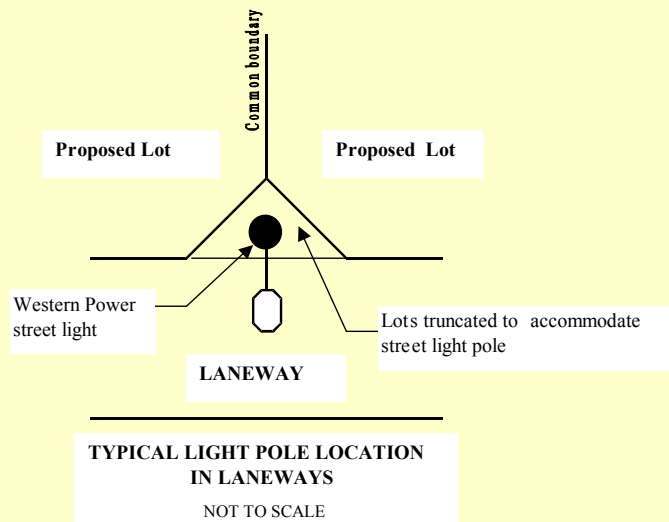 Common boundary
Proposed Lot
Proposed Lot
Western Power
street light
Lots truncated to accommodate
street light pole
LANEWAY
TYPICAL LIGHT POLE LOCATION
IN LANEWAYS
NOT TO SCALE